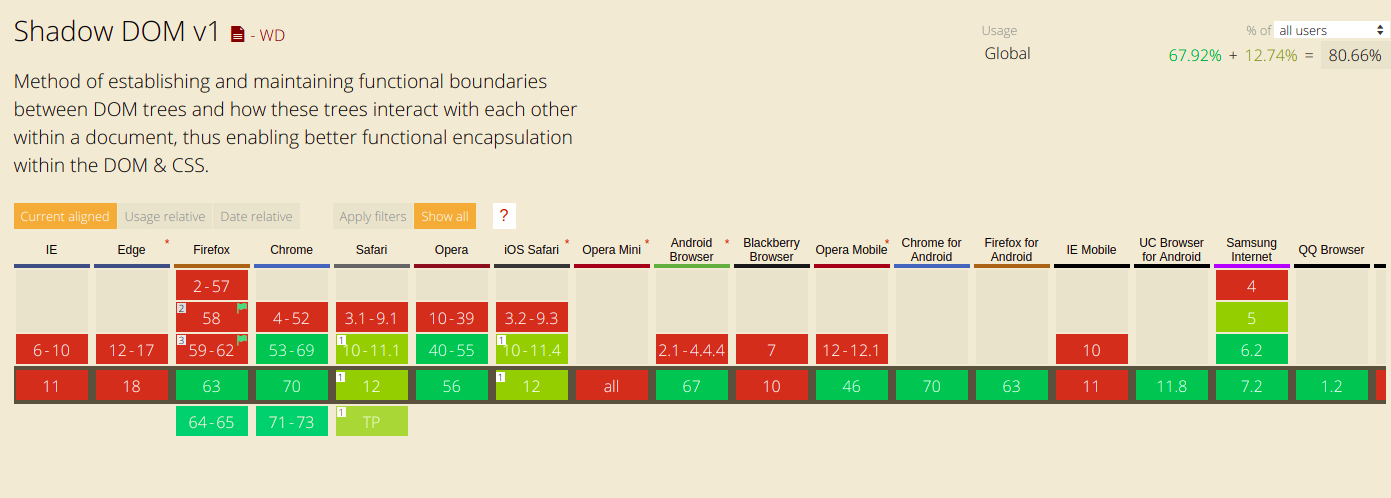 Shadow DOM v1 - WD
Usage % of all users
Global 67.92% + 12.74% = 80.66%
Method of establishing and maintaining functional boundaries
between DOM trees and how these trees interact with each other
within a document, thus enabling better functional encapsulation
within the DOM & CSS.
Current aligned Usage relative Date relative Apply filters Show all ?
IE Edge * Firefox Chrome Safari Opera iOS Safari * Opera Mini * Android Browser * Blackberry Browser Opera Mobile * Chrome for Android Firefox for Android IE Mobile UC Browser for Android Samsung Internet QQ Browser
2-57 4
2 58 4-52 3.1-9.1 10-39 3.2-9.3 5
6-10 12-17 3 59-62 53-69 1 10-11.1 40-55 1 10-11.4 2.1-4.4.4 7 12-12.1 10 6.2
11 18 63 70 1 12 56 1 12 all 67 10 46 70 63 11 11.8 7.2 1.2
64-65 71-73 1 TP